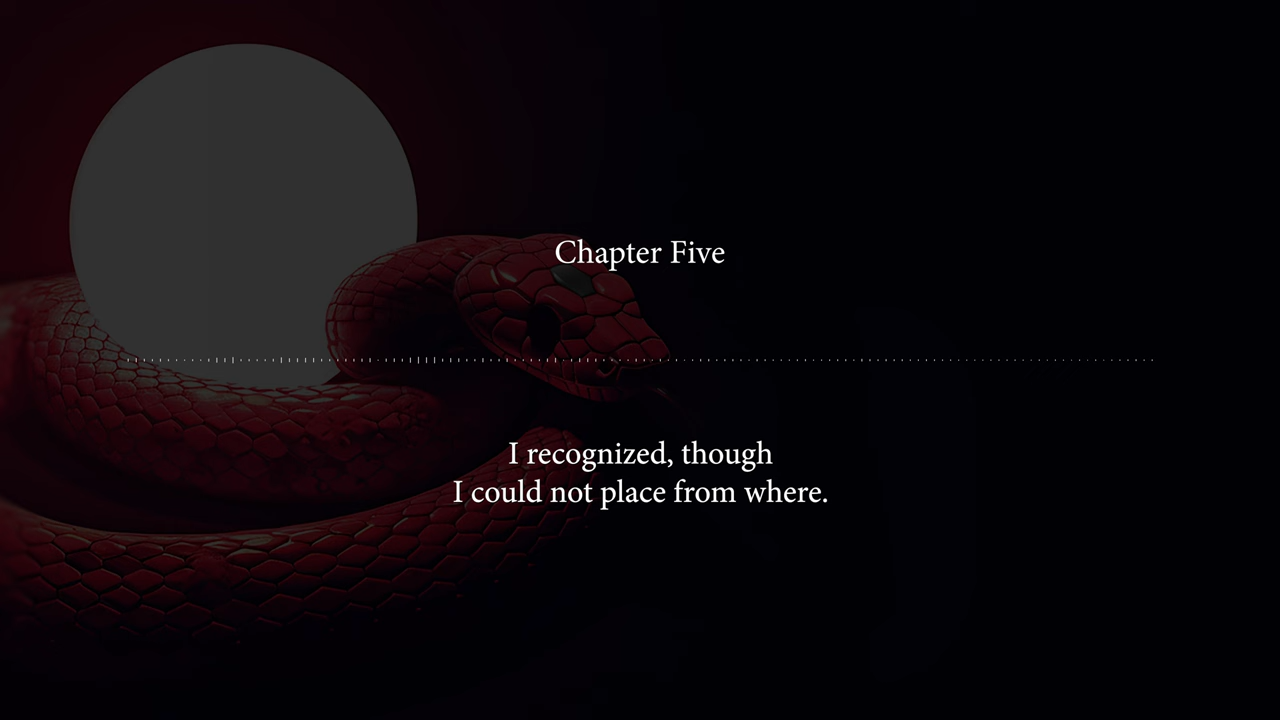 Chapter Five
I recognized, though
I could not place from where.